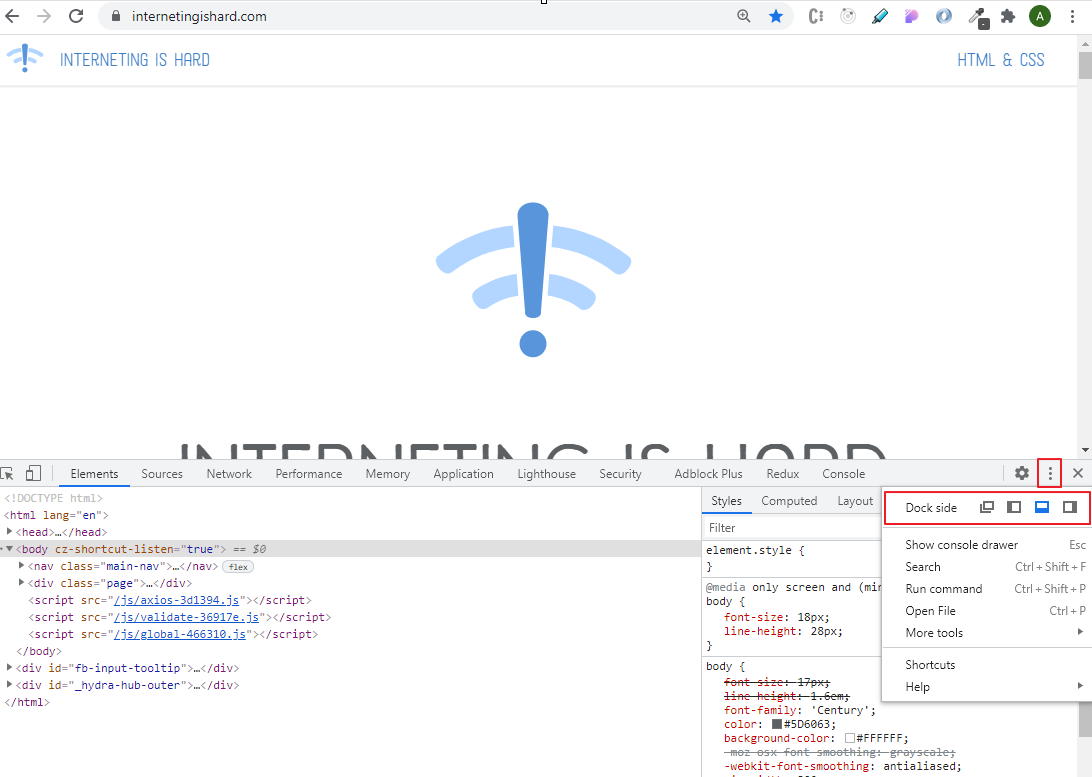 internetingishard.com
A
INTERNETING IS HARD
HTML & CSS
INTERNETING IS HARD
Elements Sources Network Performance Memory Application Lighthouse Security Adblock Plus Redux Console
<!DOCTYPE html>
<html lang="en">
<head>…</head>
<body cz-shortcut-listen="true"> == $0
<nav class="main-nav">…</nav> flex
<div class="page">…</div>
<script src="/js/axios-3d1394.js"></script>
<script src="/js/validate-36917e.js"></script>
<script src="/js/global-466310.js"></script>
</body>
<div id="fb-input-tooltip">…</div>
<div id="_hydra-hub-outer">…</div>
</html>
Styles Computed Layout
Filter
element.style {
}
@media only screen and (min
body {
font-size: 18px;
line-height: 28px;
}
body {
font-size: 17px;
line-height: 1.6em;
font-family: 'Century';
color: #5D6063;
background-color: #FFFFFF;
-moz-osx-font-smoothing: grayscale;
-webkit-font-smoothing: antialiased;
Dock side
Show console drawer Esc
Search Ctrl + Shift + F
Run command Ctrl + Shift + P
Open File Ctrl + P
More tools
Shortcuts
Help